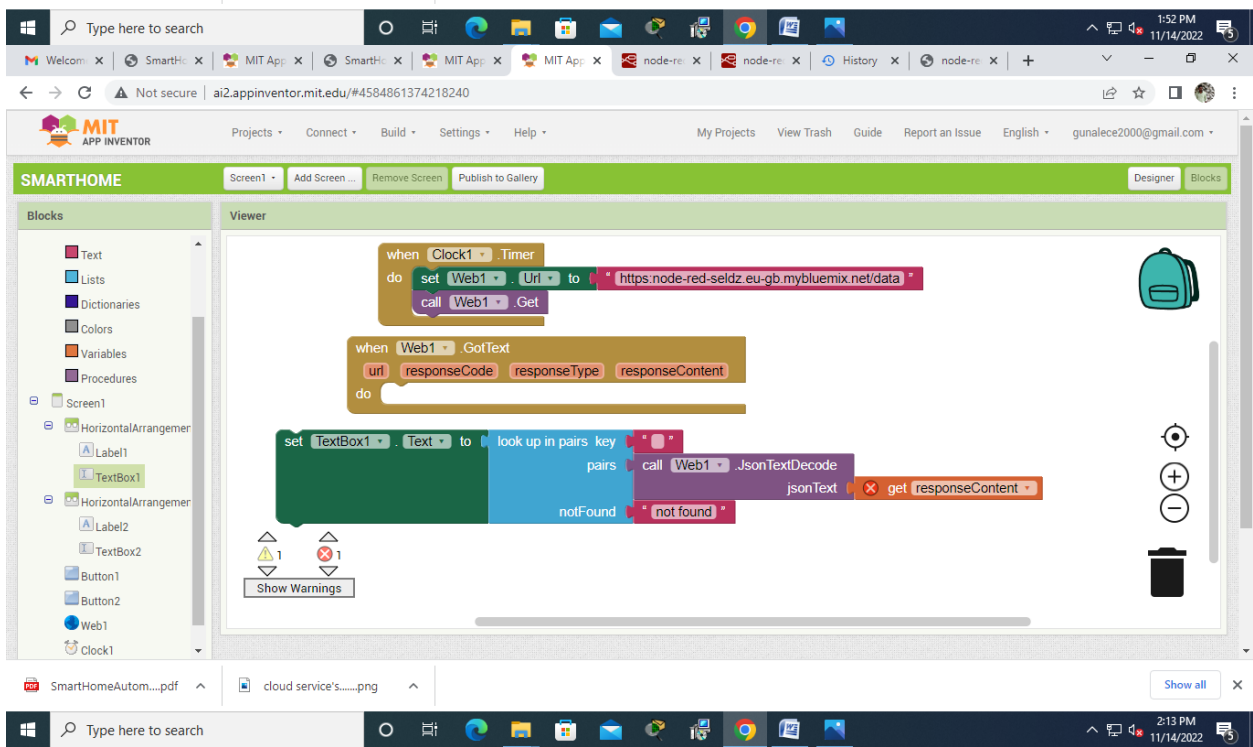 Type here to search
1:52 PM
11/14/2022
5
Welcom
SmartHo
MIT App
SmartHo
MIT App
MIT App
node-re
node-re
History
node-re
Not secure
ai2.appinventor.mit.edu/#4584861374218240
MIT
APP INVENTOR
Projects
Connect
Build
Settings
Help
My Projects
View Trash
Guide
Report an Issue
English
gunalece2000@gmail.com
SMARTHOME
Screen1
Add Screen ...
Remove Screen
Publish to Gallery
Designer
Blocks
Blocks
Viewer
Text
Lists
Dictionaries
Colors
Variables
Procedures
Screen1
HorizontalArrangemer
Label1
TextBox1
HorizontalArrangemer
Label2
TextBox2
Button1
Button2
Web1
Clock1
when Clock1 .Timer
do set Web1 . Url to " https:node-red-seldz.eu-gb.mybluemix.net/data "
call Web1 .Get
when Web1 .GotText
url responseCode responseType responseContent
do
set TextBox1 . Text to look up in pairs key " "
pairs call Web1 .JsonTextDecode
jsonText get responseContent
notFound " not found "
1 1
Show Warnings
PDF SmartHomeAutom....pdf
cloud service's.......png
Show all
Type here to search
2:13 PM
11/14/2022
5